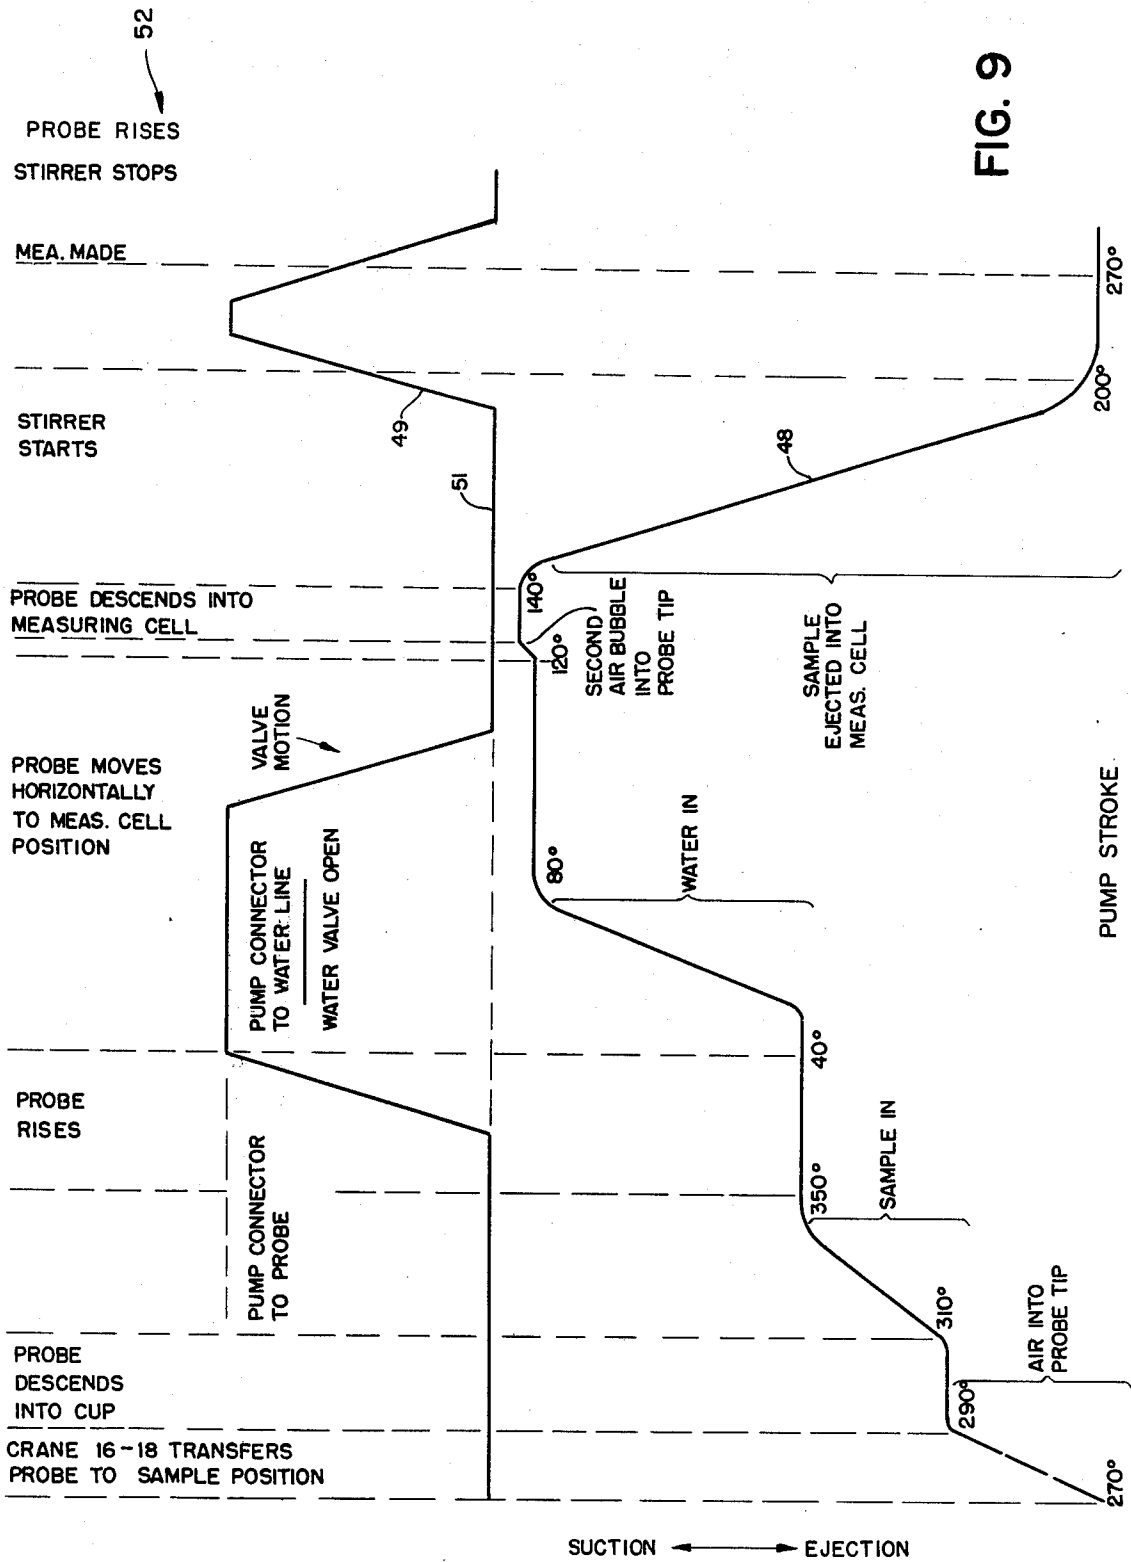 52
PROBE RISES
STIRRER STOPS
MEA. MADE
STIRRER
STARTS
PROBE DESCENDS INTO
MEASURING CELL
PROBE MOVES
HORIZONTALLY
TO MEAS. CELL
POSITION
PROBE
RISES
PROBE
DESCENDS
INTO CUP
CRANE 16-18 TRANSFERS
PROBE TO SAMPLE POSITION
49
51
48
VALVE
MOTION
PUMP CONNECTOR
TO WATER LINE
WATER VALVE OPEN
PUMP CONNECTOR
TO PROBE
270°
290°
310°
350°
40°
80°
120°
140°
200°
270°
AIR INTO
PROBE TIP
SAMPLE IN
WATER IN
SECOND
AIR BUBBLE
INTO
PROBE TIP
SAMPLE
EJECTED INTO
MEAS. CELL
PUMP STROKE
SUCTION
EJECTION
FIG. 9